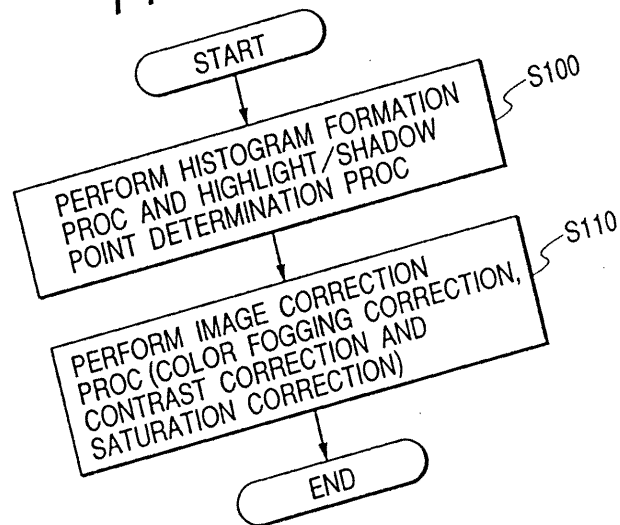 START
S100
PERFORM HISTOGRAM FORMATION
PROC AND HIGHLIGHT/SHADOW
POINT DETERMINATION PROC
S110
PERFORM IMAGE CORRECTION
PROC (COLOR FOGGING CORRECTION,
CONTRAST CORRECTION AND
SATURATION CORRECTION)
END